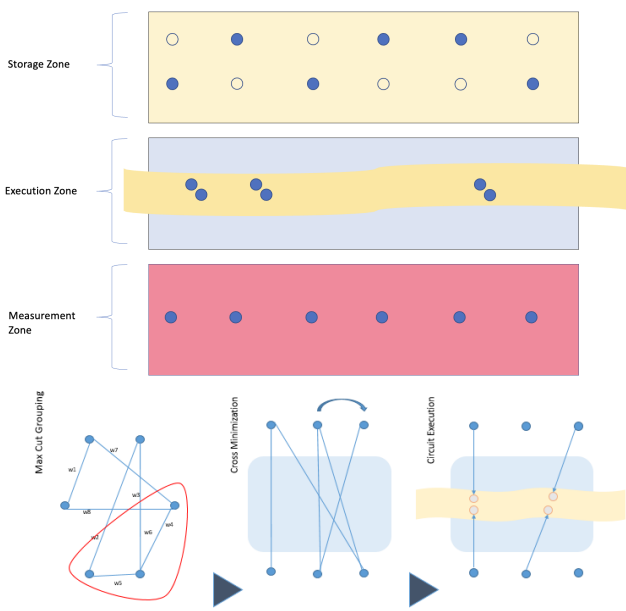 Storage Zone
Execution Zone
Measurement
Zone
Max Cut Grouping
w1
w7
w3
w8
w4
w2
w6
w5
Cross Minimization
Circuit Execution